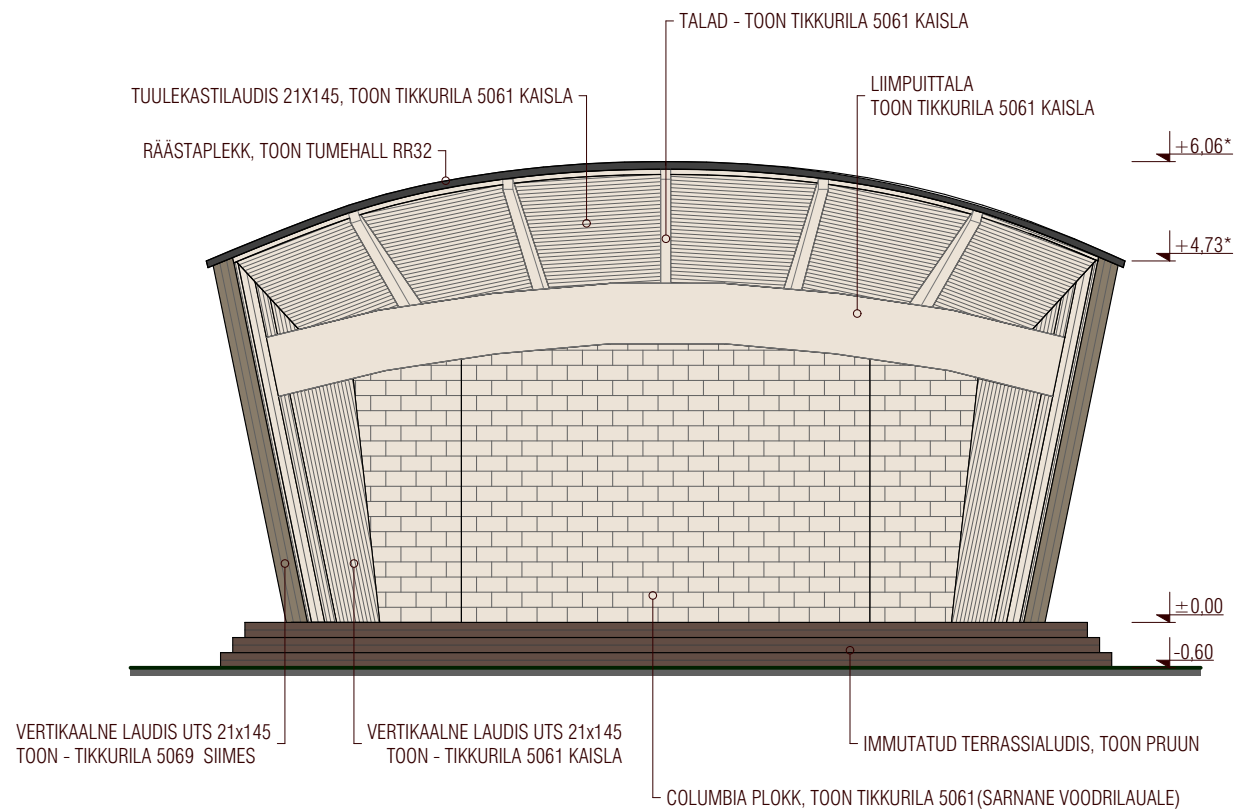 TALAD - TOON TIKKURILA 5061 KAISLA
TUULEKASTILAUDIS 21X145, TOON TIKKURILA 5061 KAISLA
LIIMPUITTALA
TOON TIKKURILA 5061 KAISLA
RÄÄSTAPLEKK, TOON TUMEHALL RR32
+6,06*
+4,73*
±0,00
-0,60
VERTIKAALNE LAUDIS UTS 21x145
TOON - TIKKURILA 5069 SIIMES
VERTIKAALNE LAUDIS UTS 21x145
TOON - TIKKURILA 5061 KAISLA
IMMUTATUD TERRASSIALUDIS, TOON PRUUN
COLUMBIA PLOKK, TOON TIKKURILA 5061(SARNANE VOODRILAUALE)